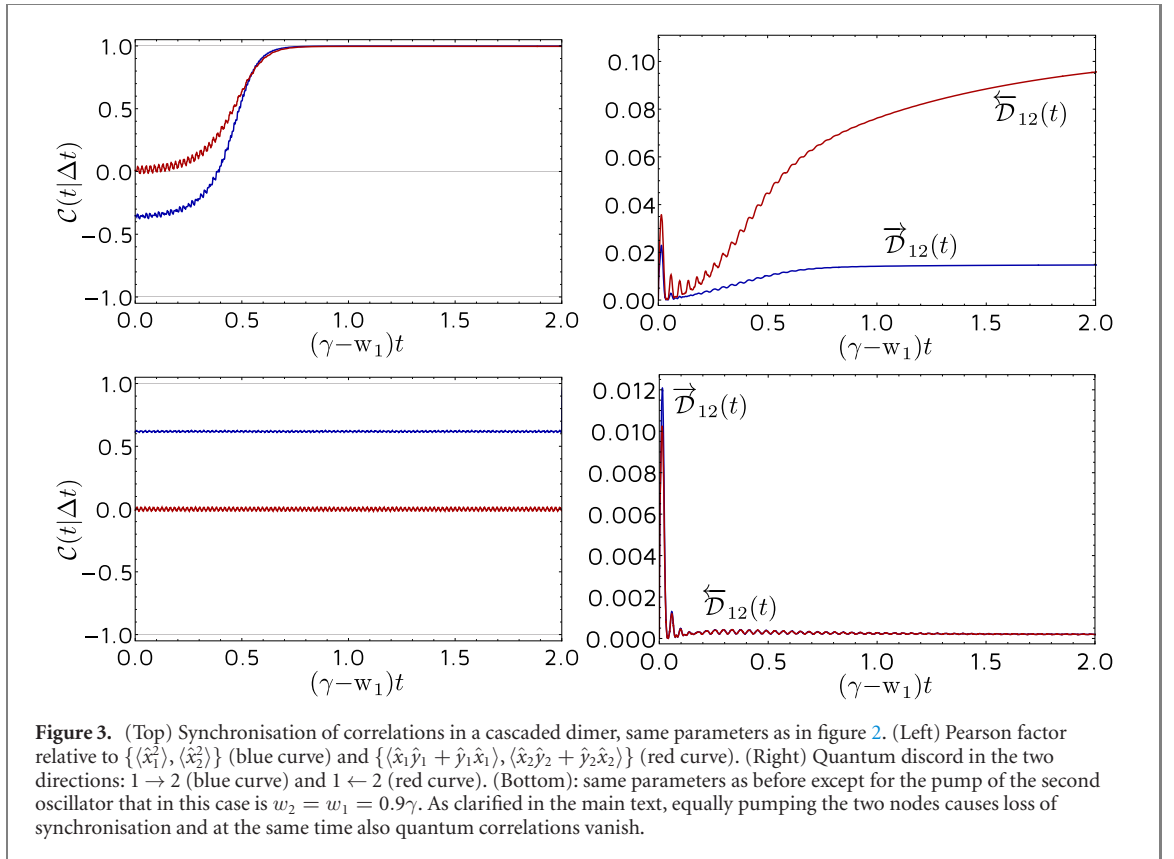 1.0
0.5
0.0
−0.5
−1.0
C(t|Δt)
0.0 0.5 1.0 1.5 2.0
(γ−w₁)t
0.10
0.08
0.06
0.04
0.02
0.00
←D₁₂(t)
→D₁₂(t)
0.0 0.5 1.0 1.5 2.0
(γ−w₁)t
1.0
0.5
0.0
−0.5
−1.0
C(t|Δt)
0.0 0.5 1.0 1.5 2.0
(γ−w₁)t
0.012
0.010
0.008
0.006
0.004
0.002
0.000
→D₁₂(t)
←D₁₂(t)
0.0 0.5 1.0 1.5 2.0
(γ−w₁)t
Figure 3. (Top) Synchronisation of correlations in a cascaded dimer, same parameters as in figure 2. (Left) Pearson factor
relative to {⟨x̂₁²⟩, ⟨x̂₂²⟩} (blue curve) and {⟨x̂₁ŷ₁ + ŷ₁x̂₁⟩, ⟨x̂₂ŷ₂ + ŷ₂x̂₂⟩} (red curve). (Right) Quantum discord in the two
directions: 1 → 2 (blue curve) and 1 ← 2 (red curve). (Bottom): same parameters as before except for the pump of the second
oscillator that in this case is w₂ = w₁ = 0.9γ. As clarified in the main text, equally pumping the two nodes causes loss of
synchronisation and at the same time also quantum correlations vanish.